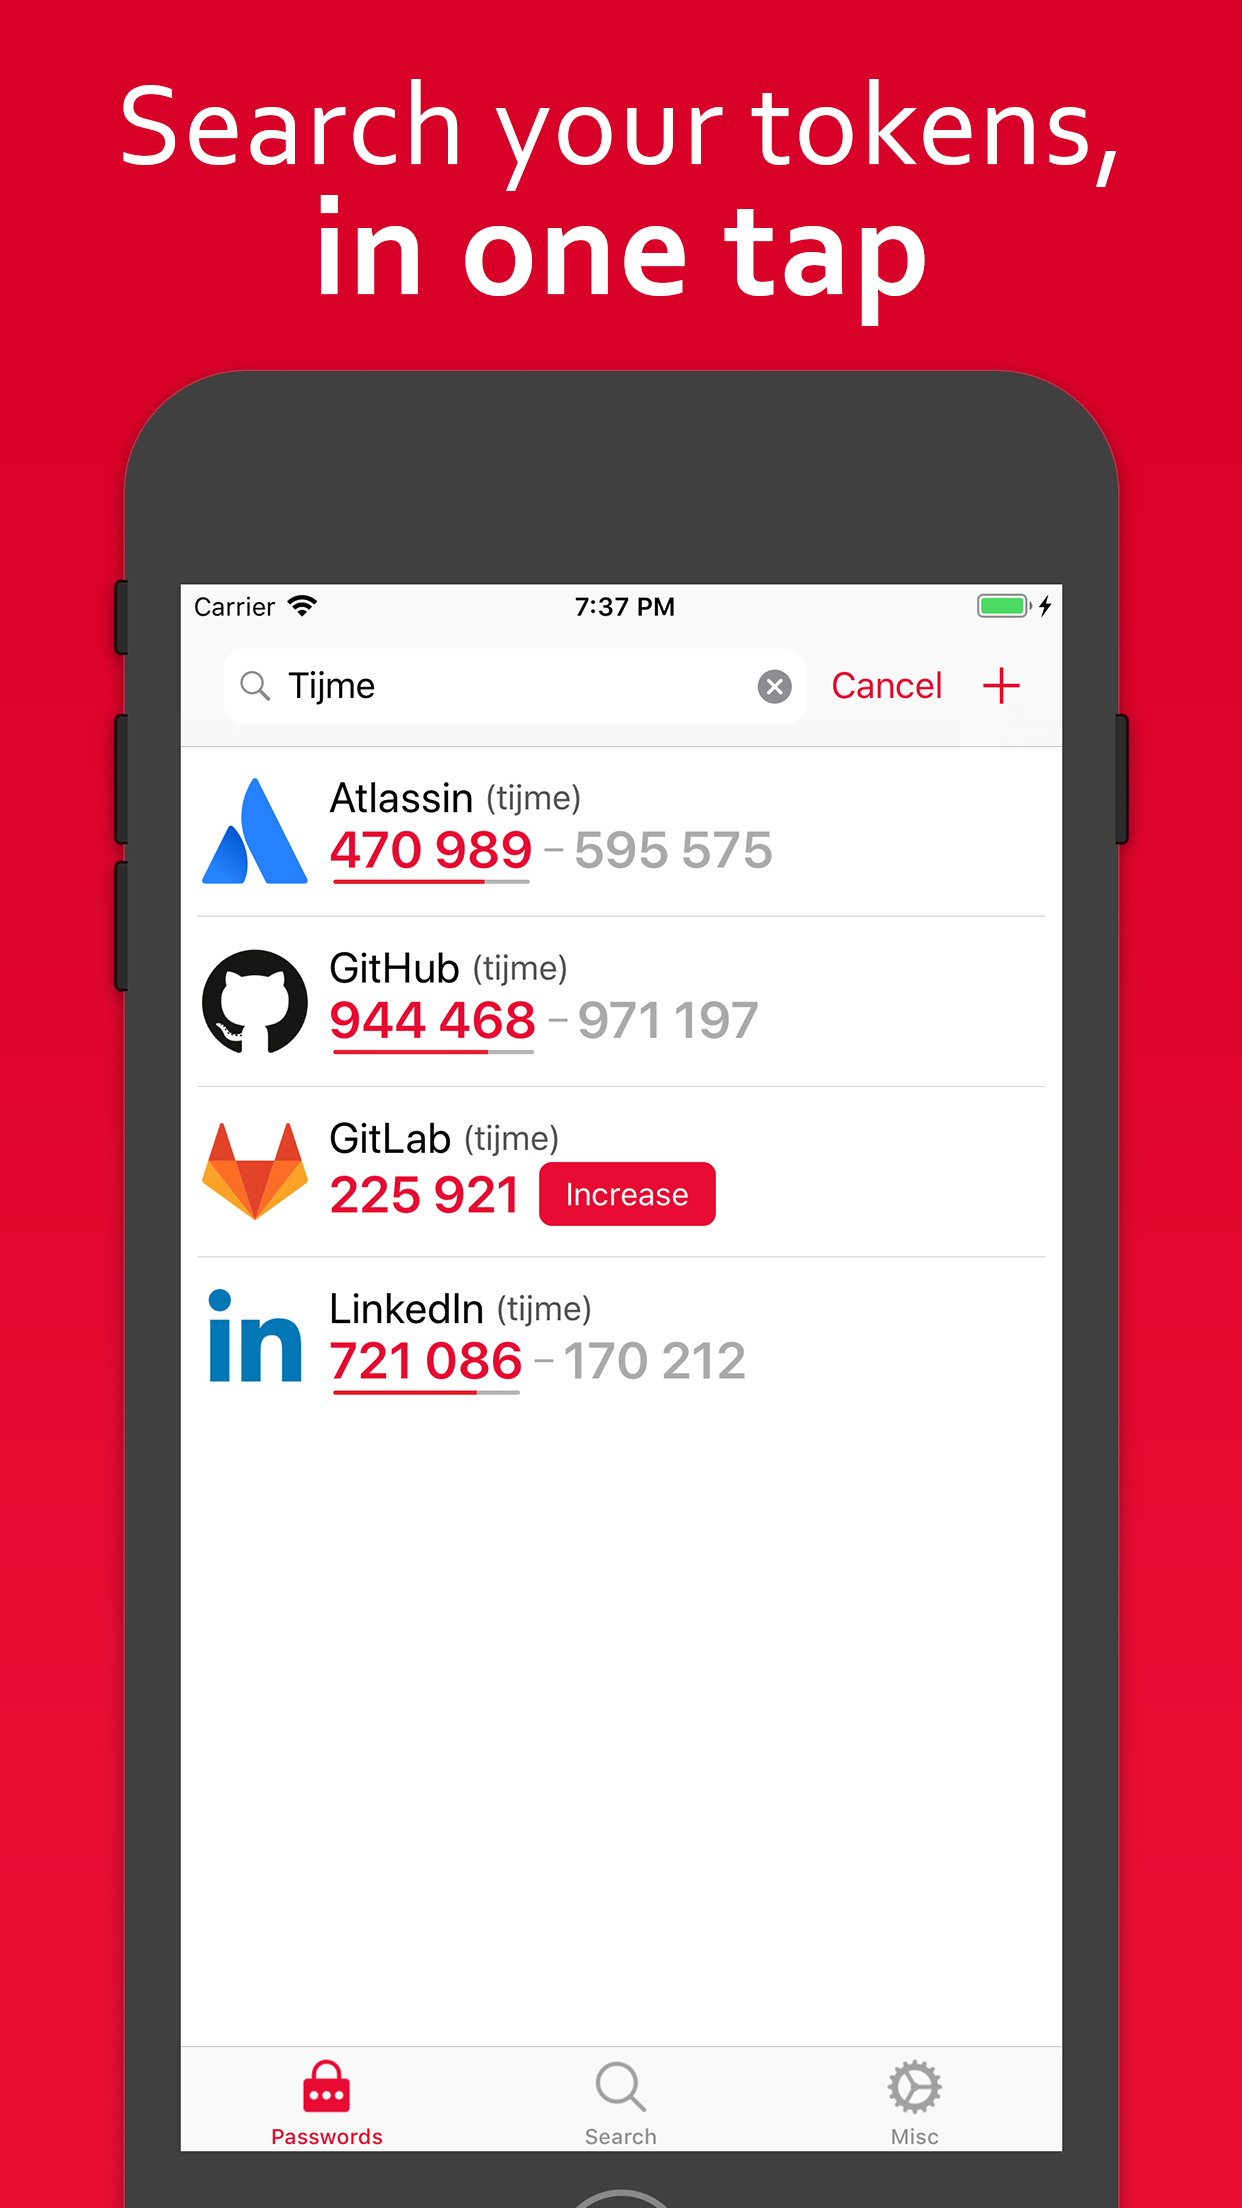 Search your tokens,
in one tap
Carrier 7:37 PM
Tijme Cancel
Atlassin (tijme)
470 989 – 595 575
GitHub (tijme)
944 468 – 971 197
GitLab (tijme)
225 921 Increase
in LinkedIn (tijme)
721 086 – 170 212
Passwords Search Misc